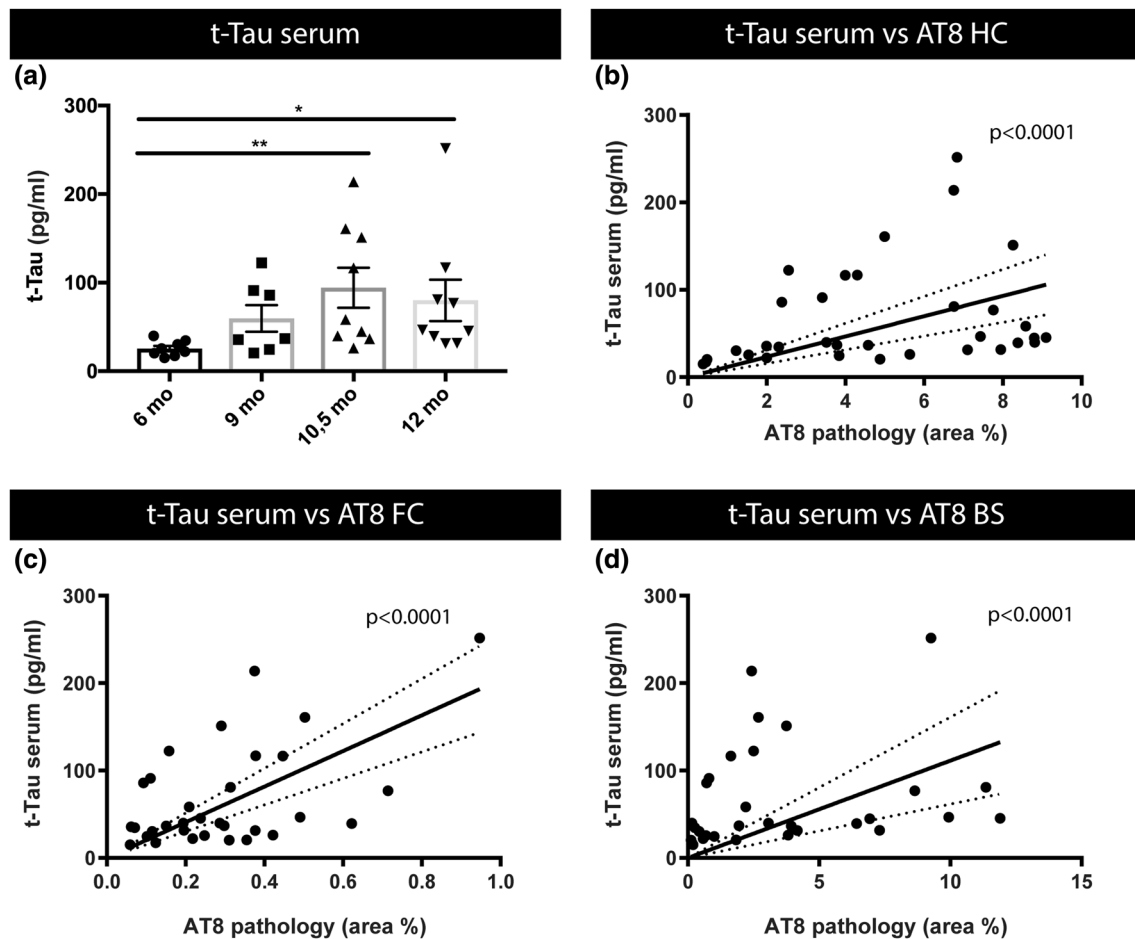 t-Tau serum
(a)
300
200
100
0
t-Tau (pg/ml)
*
**
6 mo
9 mo
10,5 mo
12 mo
t-Tau serum vs AT8 HC
(b)
300
200
100
0
t-Tau serum (pg/ml)
p<0.0001
0 2 4 6 8 10
AT8 pathology (area %)
t-Tau serum vs AT8 FC
(c)
300
200
100
0
t-Tau serum (pg/ml)
p<0.0001
0.0 0.2 0.4 0.6 0.8 1.0
AT8 pathology (area %)
t-Tau serum vs AT8 BS
(d)
300
200
100
0
t-Tau serum (pg/ml)
p<0.0001
0 5 10 15
AT8 pathology (area %)